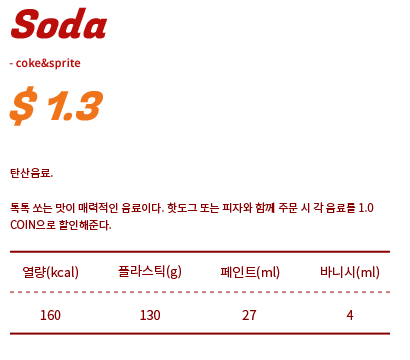 Soda
- coke&sprite
$ 1.3
탄산음료.
톡톡 쏘는 맛이 매력적인 음료이다. 핫도그 또는 피자와 함께 주문 시 각 음료를 1.0
COIN으로 할인해준다.
열량(kcal) 플라스틱(g) 페인트(ml) 바니시(ml)
160 130 27 4